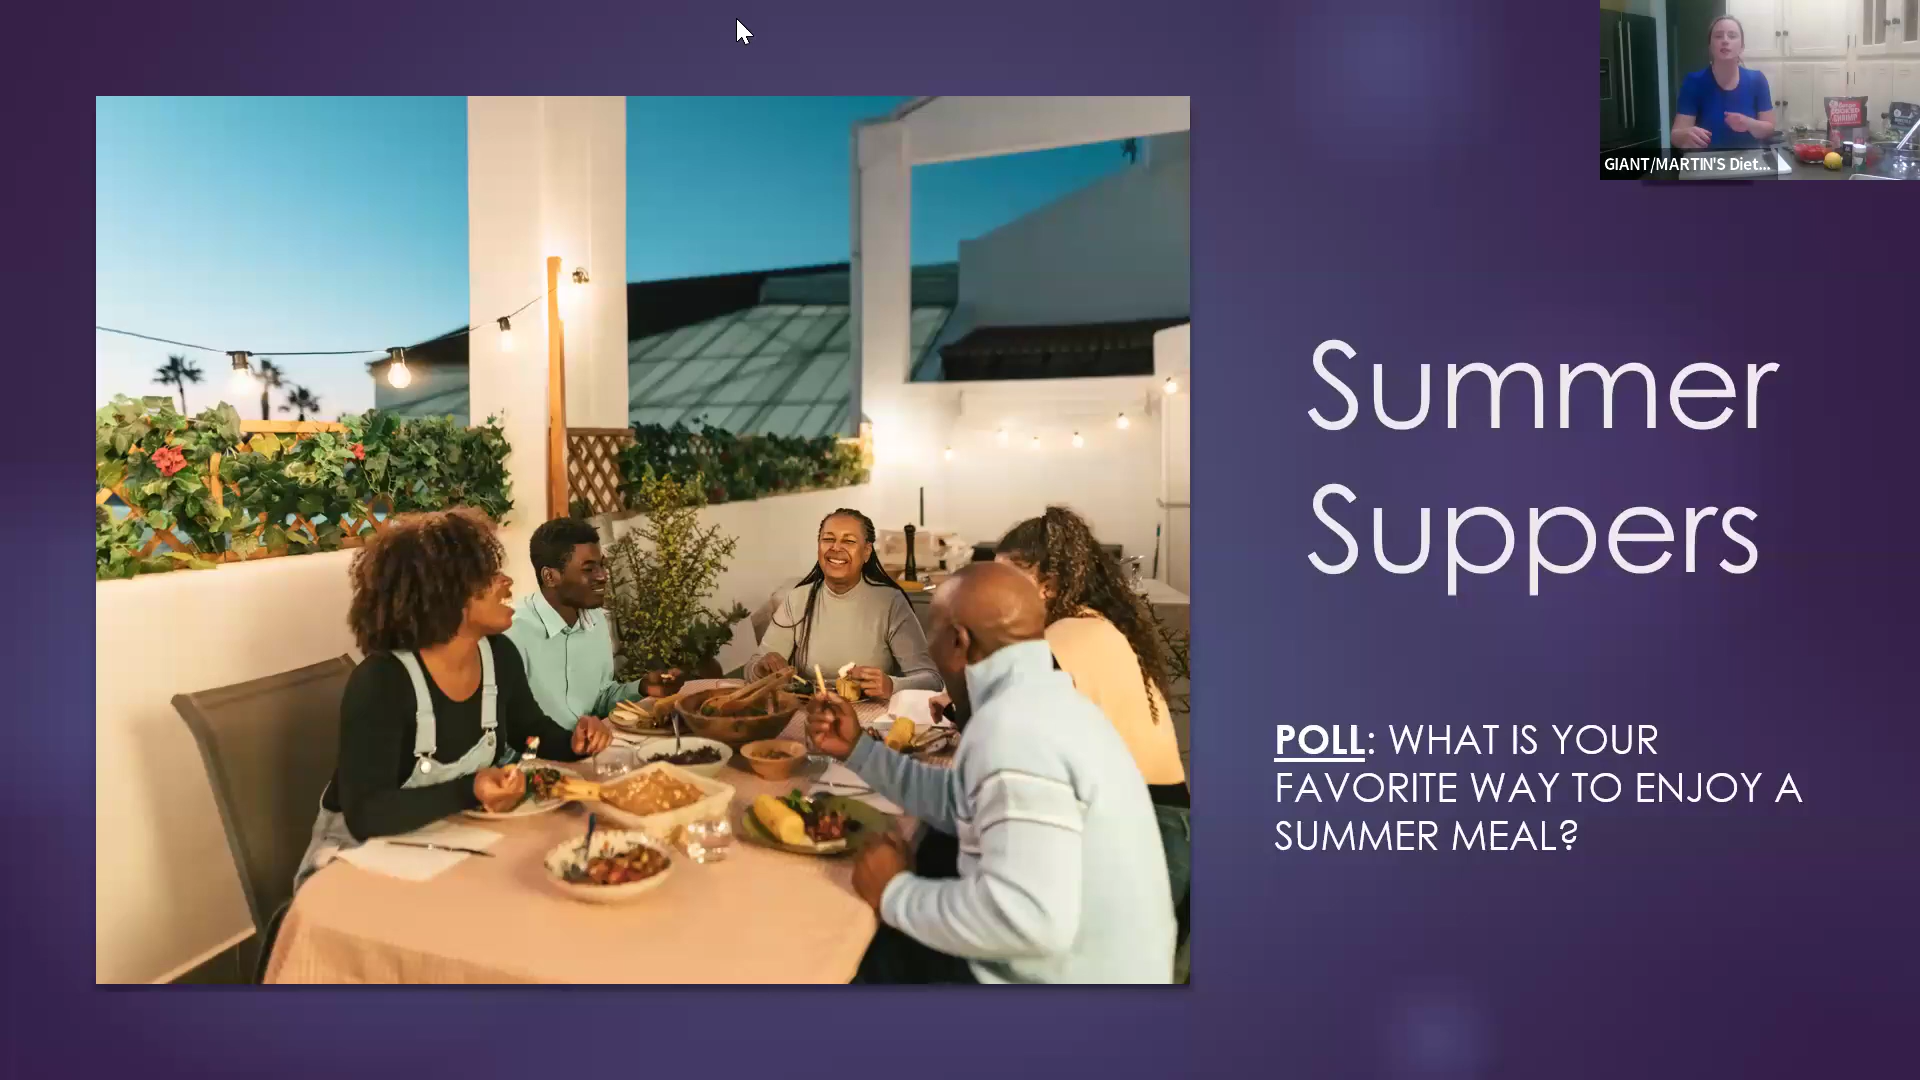 GIANT/MARTIN'S Diet...
Summer
Suppers
POLL: WHAT IS YOUR
FAVORITE WAY TO ENJOY A
SUMMER MEAL?